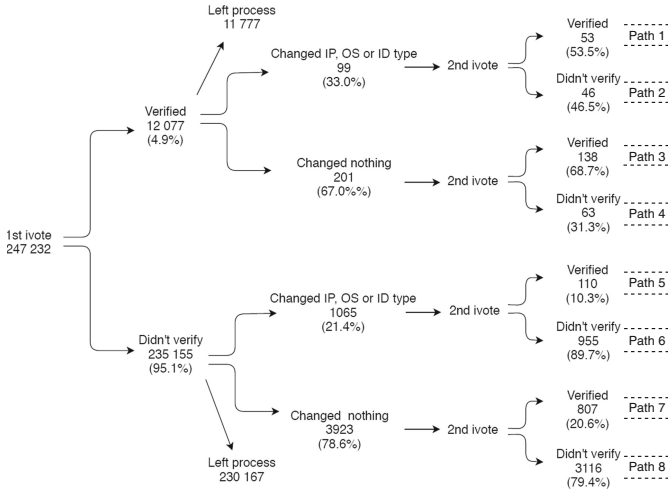 Left process
11 777
Changed IP, OS or ID type
99
(33.0%)
2nd ivote
Verified
53
(53.5%)
Path 1
Didn't verify
46
(46.5%)
Path 2
Verified
12 077
(4.9%)
Changed nothing
201
(67.0%%)
2nd ivote
Verified
138
(68.7%)
Path 3
Didn't verify
63
(31.3%)
Path 4
1st ivote
247 232
Didn't verify
235 155
(95.1%)
Changed IP, OS or ID type
1065
(21.4%)
2nd ivote
Verified
110
(10.3%)
Path 5
Didn't verify
955
(89.7%)
Path 6
Changed nothing
3923
(78.6%)
2nd ivote
Verified
807
(20.6%)
Path 7
Didn't verify
3116
(79.4%)
Path 8
Left process
230 167